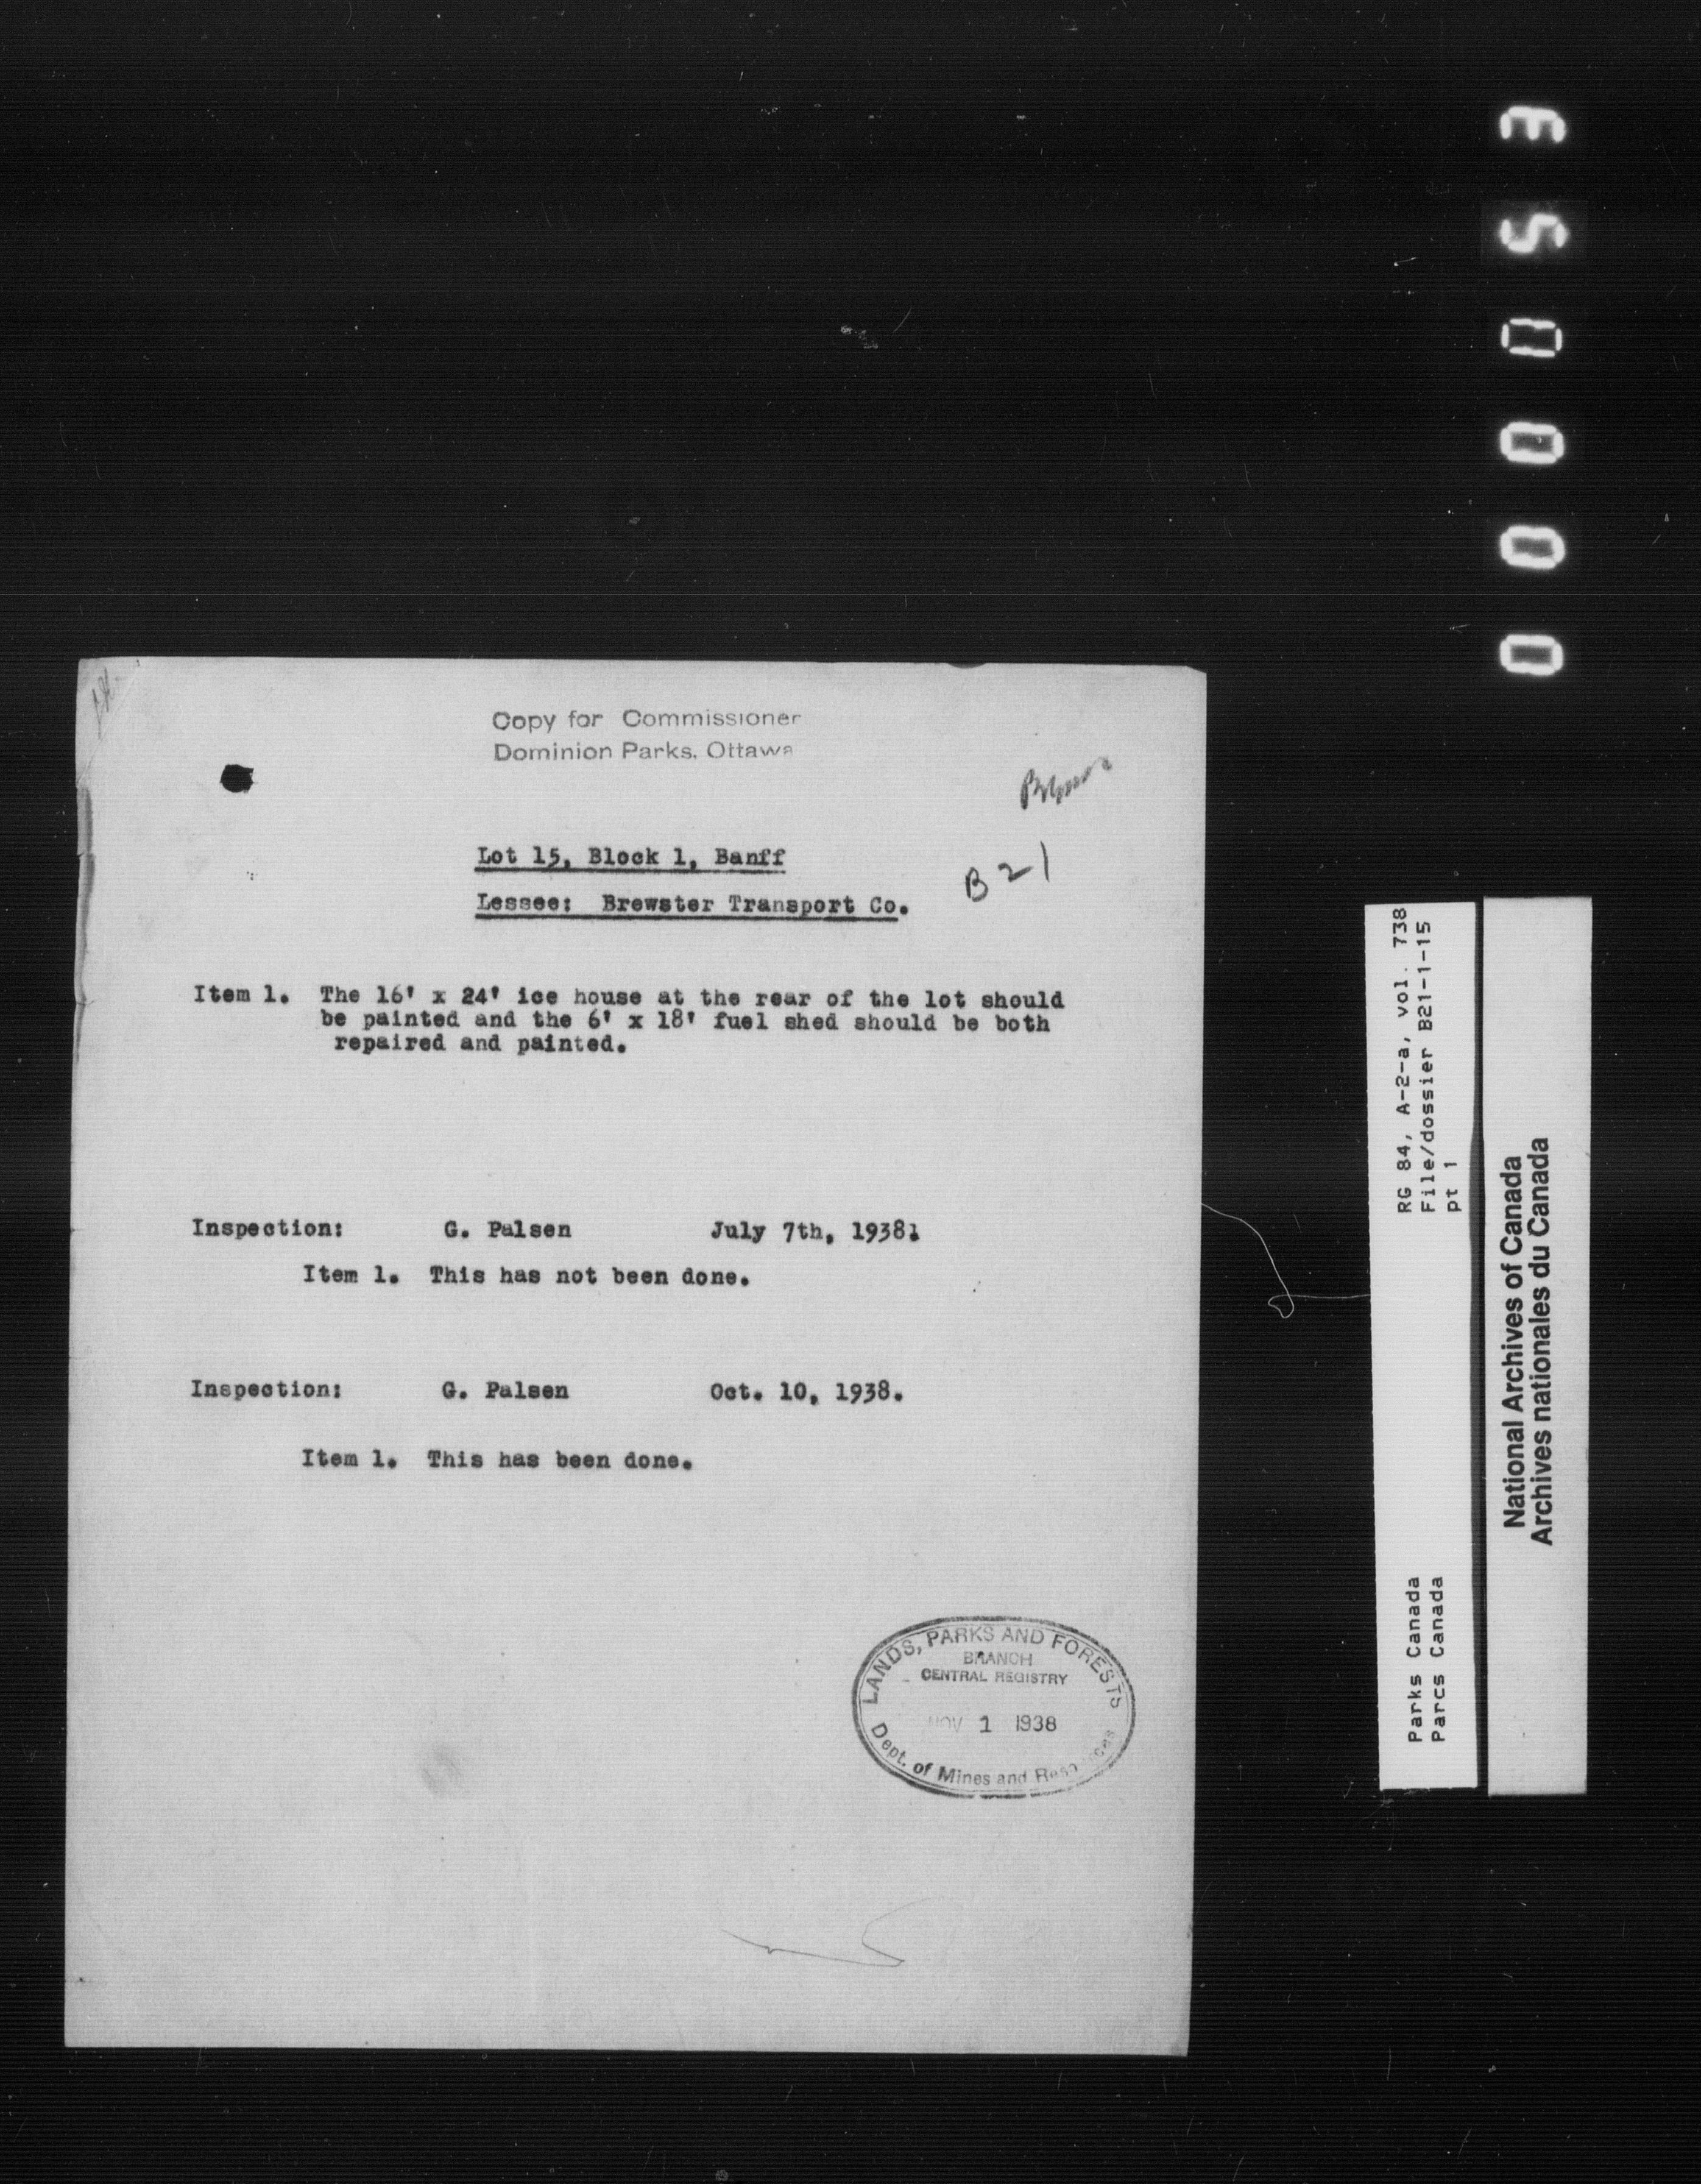 Copy for Commissioner
Dominion Parks, Ottawa
B 21
Lot 15, Block 1, Banff
Lessee: Brewster Transport Co.
Item 1. The 16' x 24' ice house at the rear of the lot should
be painted and the 6' x 18' fuel shed should be both
repaired and painted.
Inspection: G. Palsen July 7th, 1938.
Item 1. This has not been done.
Inspection: G. Palsen Oct. 10, 1938.
Item 1. This has been done.
LANDS, PARKS AND FORESTS
BRANCH
CENTRAL REGISTRY
NOV 1 1938
Dept. of Mines and Resources
000053
RG 84, A-2-a, vol. 738
File/dossier B21-1-15
pt 1
Parks Canada
Parcs Canada
National Archives of Canada
Archives nationales du Canada